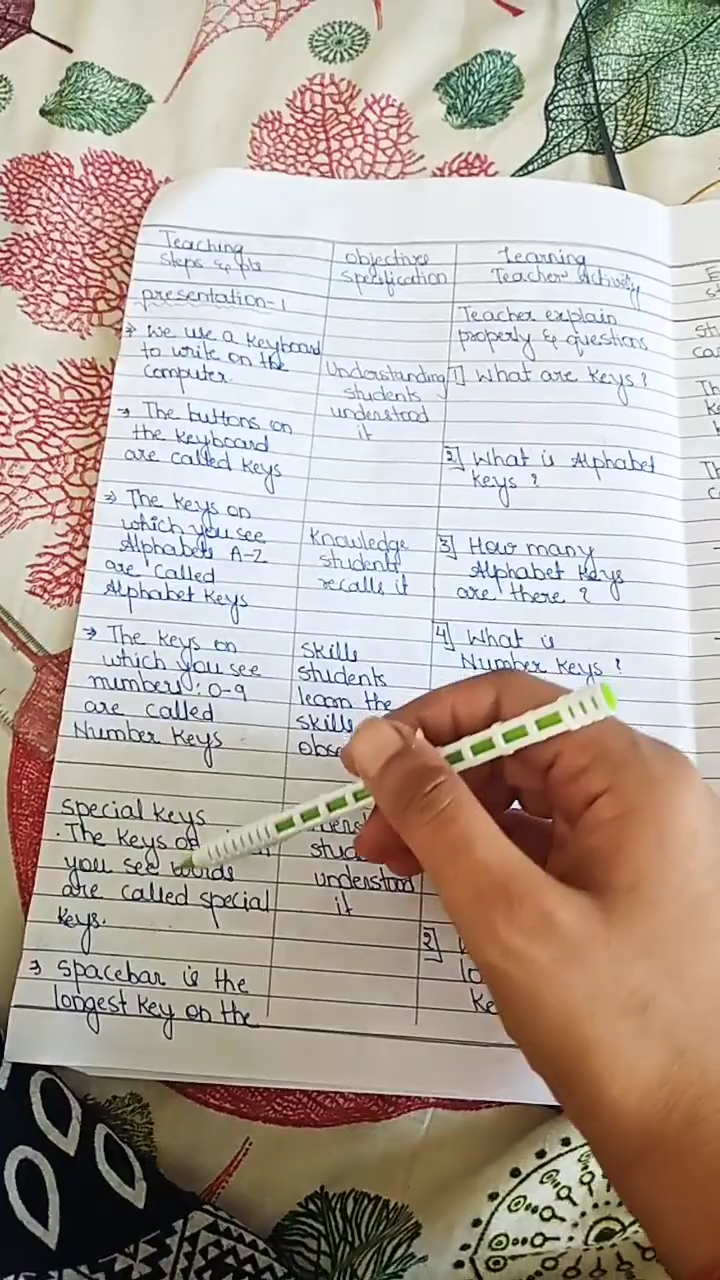 Teaching
steps & pts
presentation-1
→ We use a keyboard
to write on the
computer.
→ The buttons on
the keyboard
are called keys
→ The keys on
which you see
Alphabets A-Z
are called
Alphabet keys
→ The keys on
which you see
numbers: 0-9
are called
Number keys
special keys
. The keys
you see words
are called special
keys.
→ spacebar is the
longest key on the
objectives
specification
Understanding
students
understood
it
knowledge
students
recalls it
skills
students
learn the
skills
understood
it
Learning
Teacher Activity
Teacher explain
properly & questions
1] What are keys?
2] What is Alphabet
keys?
3] How many
Alphabet keys
are there?
4] What is
Number keys?
2]